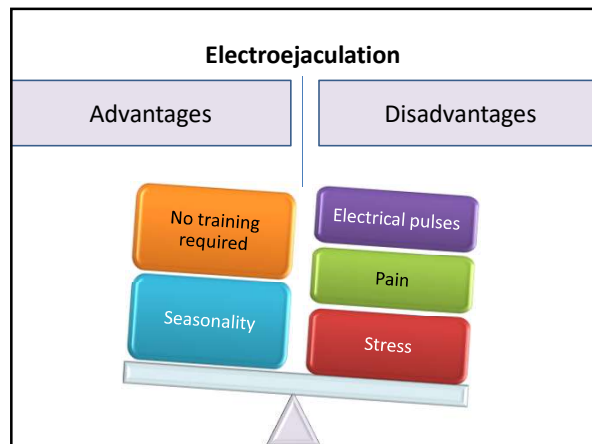 Electroejaculation
Advantages
Disadvantages
No training
required
Seasonality
Electrical pulses
Pain
Stress